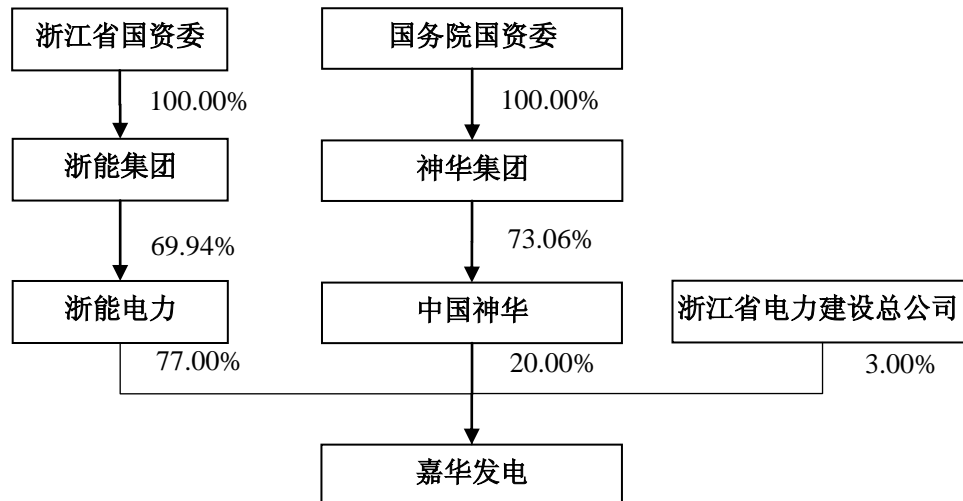 浙江省国资委
国务院国资委
100.00%
100.00%
浙能集团
神华集团
69.94%
73.06%
浙能电力
中国神华
浙江省电力建设总公司
77.00%
20.00%
3.00%
嘉华发电